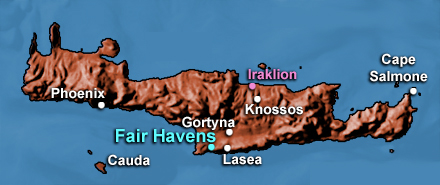 Cape
Salmone
Iraklion
Phoenix
Knossos
Gortyna
Fair Havens
Lasea
Cauda